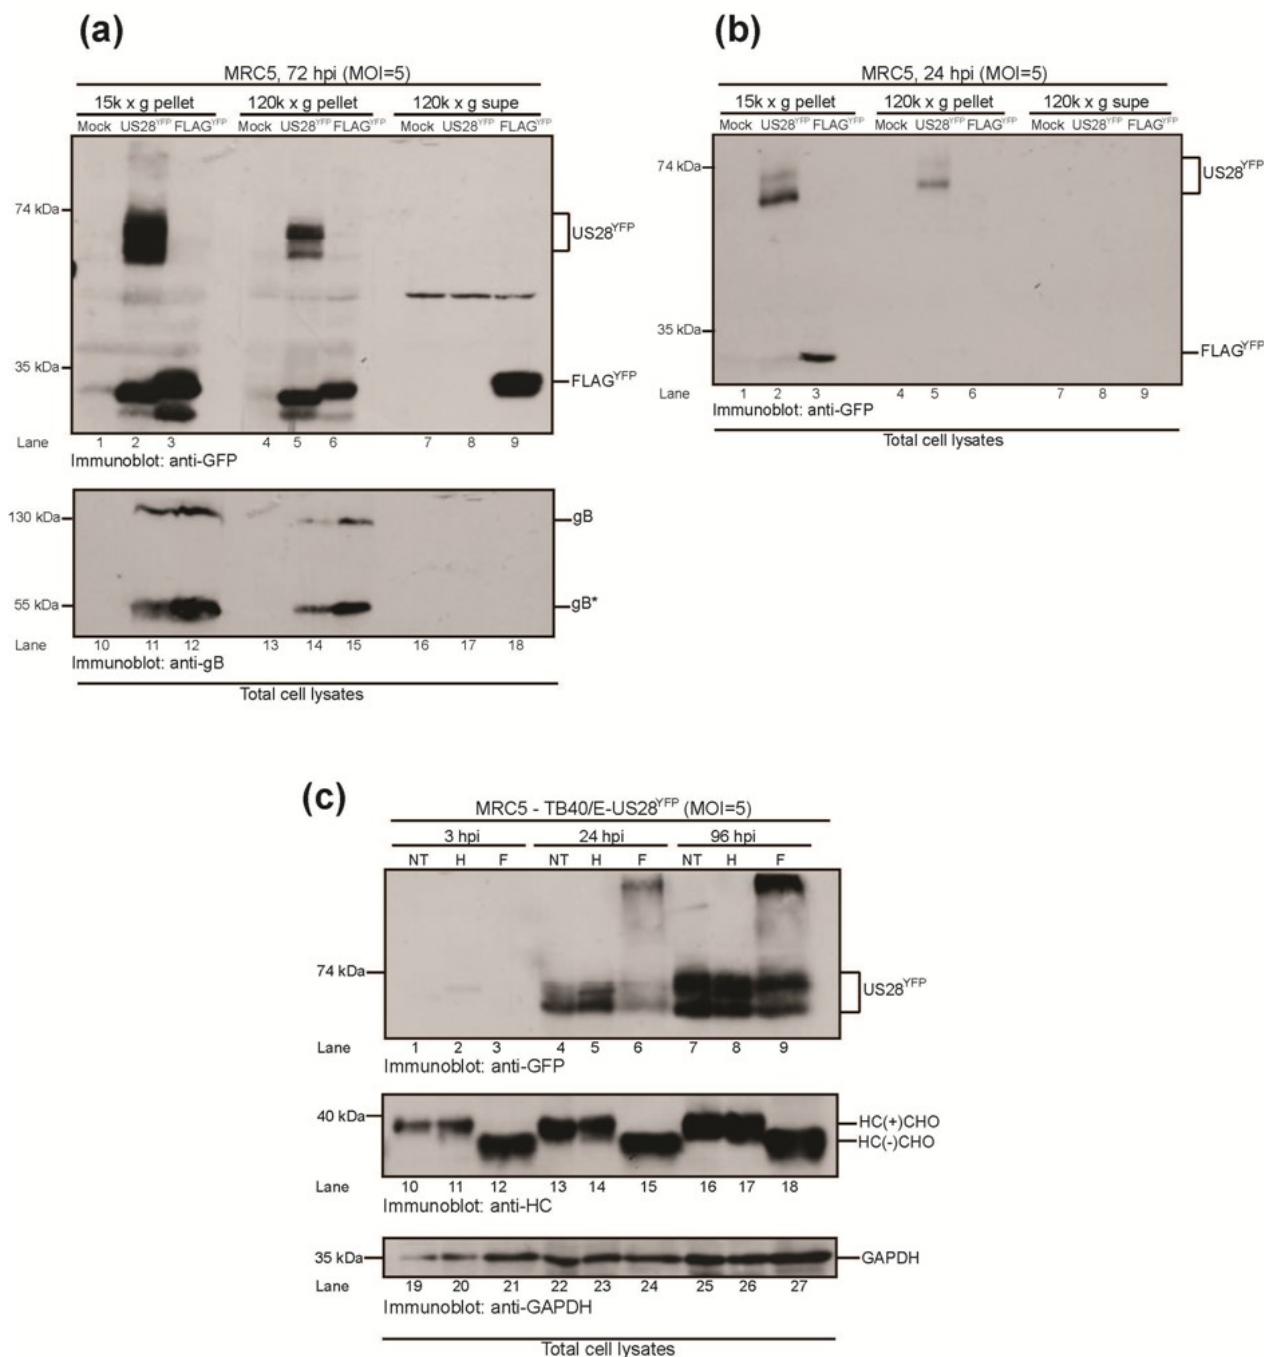 (a)
MRC5, 72 hpi (MOI=5)
15k x g pellet 120k x g pellet 120k x g supe
Mock US28YFP FLAGYFP Mock US28YFP FLAGYFP Mock US28YFP FLAGYFP
74 kDa
US28YFP
35 kDa
FLAGYFP
Lane 1 2 3 4 5 6 7 8 9
Immunoblot: anti-GFP
130 kDa
gB
55 kDa
gB*
Lane 10 11 12 13 14 15 16 17 18
Immunoblot: anti-gB
Total cell lysates
(b)
MRC5, 24 hpi (MOI=5)
15k x g pellet 120k x g pellet 120k x g supe
Mock US28YFP FLAGYFP Mock US28YFP FLAGYFP Mock US28YFP FLAGYFP
74 kDa
US28YFP
35 kDa
FLAGYFP
Lane 1 2 3 4 5 6 7 8 9
Immunoblot: anti-GFP
Total cell lysates
(c)
MRC5 - TB40/E-US28YFP (MOI=5)
3 hpi 24 hpi 96 hpi
NT H F NT H F NT H F
74 kDa
US28YFP
Lane 1 2 3 4 5 6 7 8 9
Immunoblot: anti-GFP
40 kDa
HC(+)CHO
HC(-)CHO
Lane 10 11 12 13 14 15 16 17 18
Immunoblot: anti-HC
35 kDa
GAPDH
Lane 19 20 21 22 23 24 25 26 27
Immunoblot: anti-GAPDH
Total cell lysates